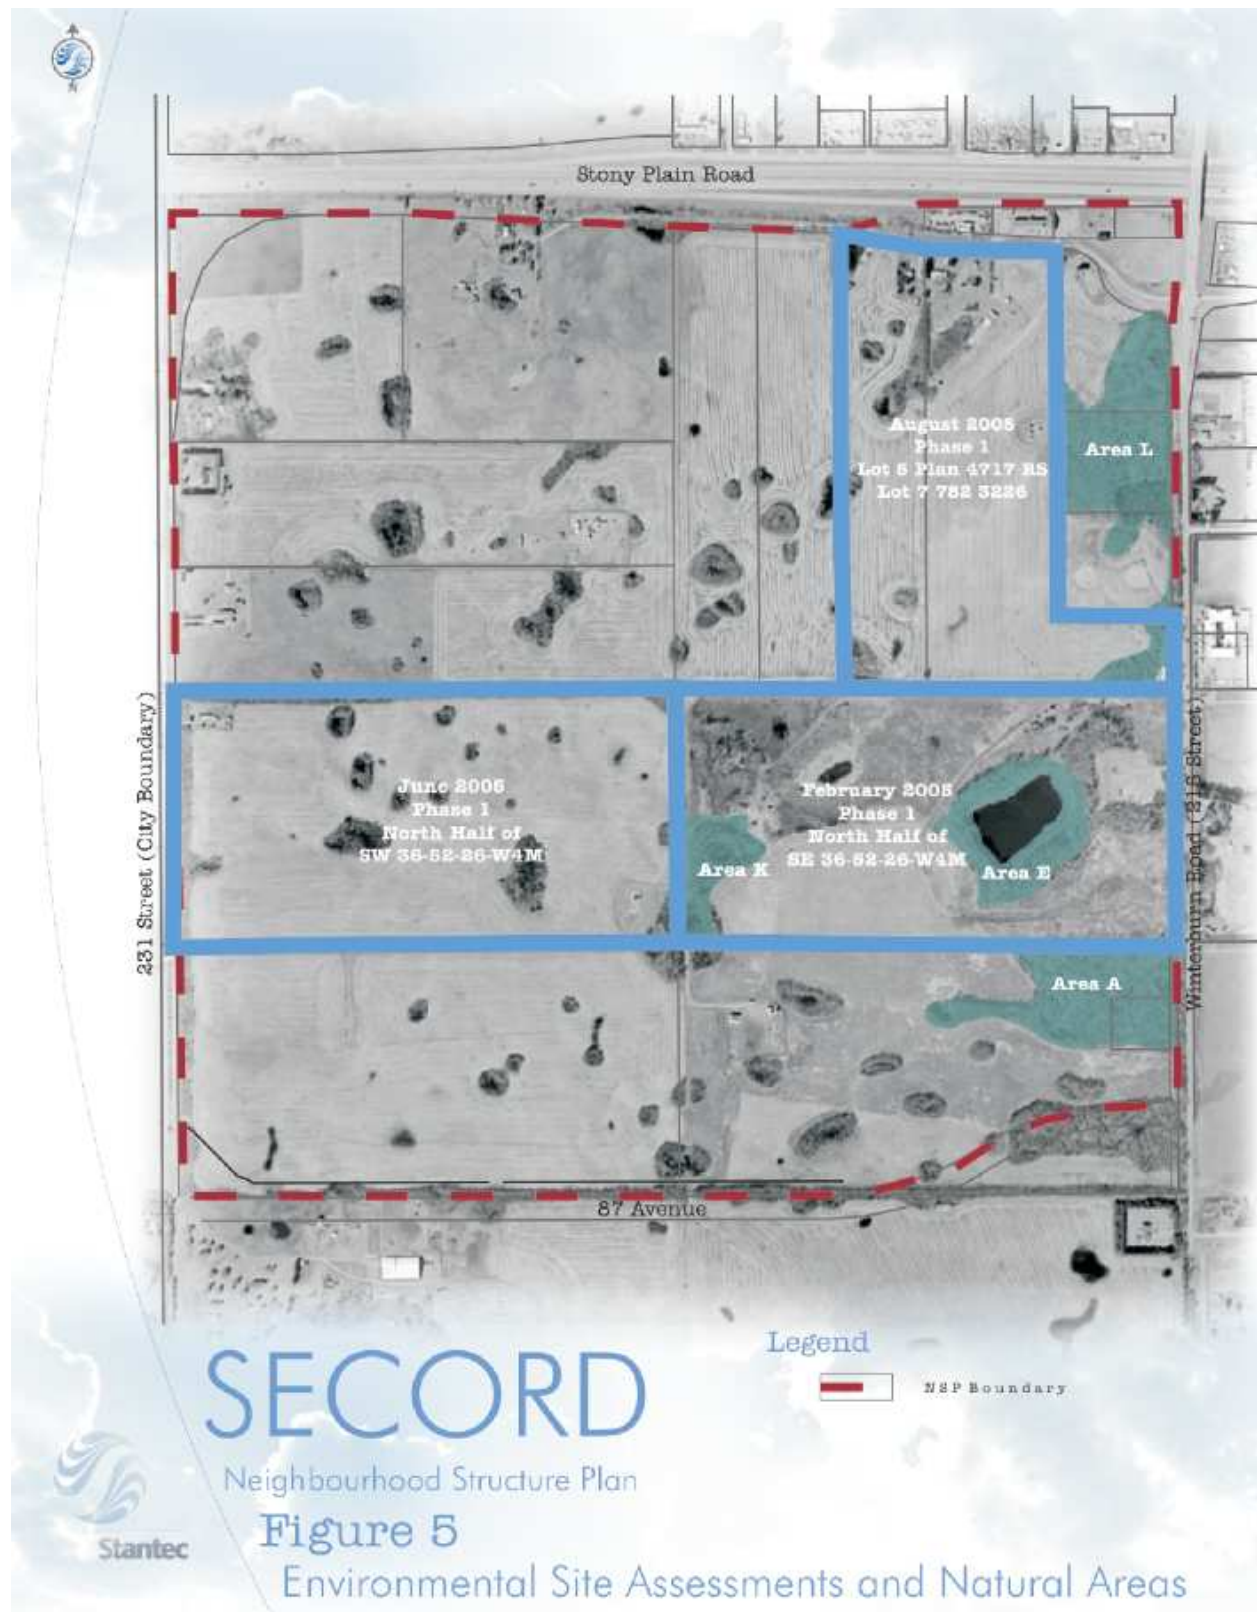 N
Stony Plain Road
August 2005
Phase 1
Lot 5 Plan 4717 RS
Lot 7 782 3226
Area L
231 Street (City Boundary)
June 2005
Phase 1
North Half of
SW 36-52-26-W4M
February 2005
Phase 1
North Half of
SE 36-52-26-W4M
Area K
Area E
Winterburn Road (215 Street)
Area A
87 Avenue
SECORD
Neighbourhood Structure Plan
Figure 5
Environmental Site Assessments and Natural Areas
Legend
NSP Boundary
Stantec